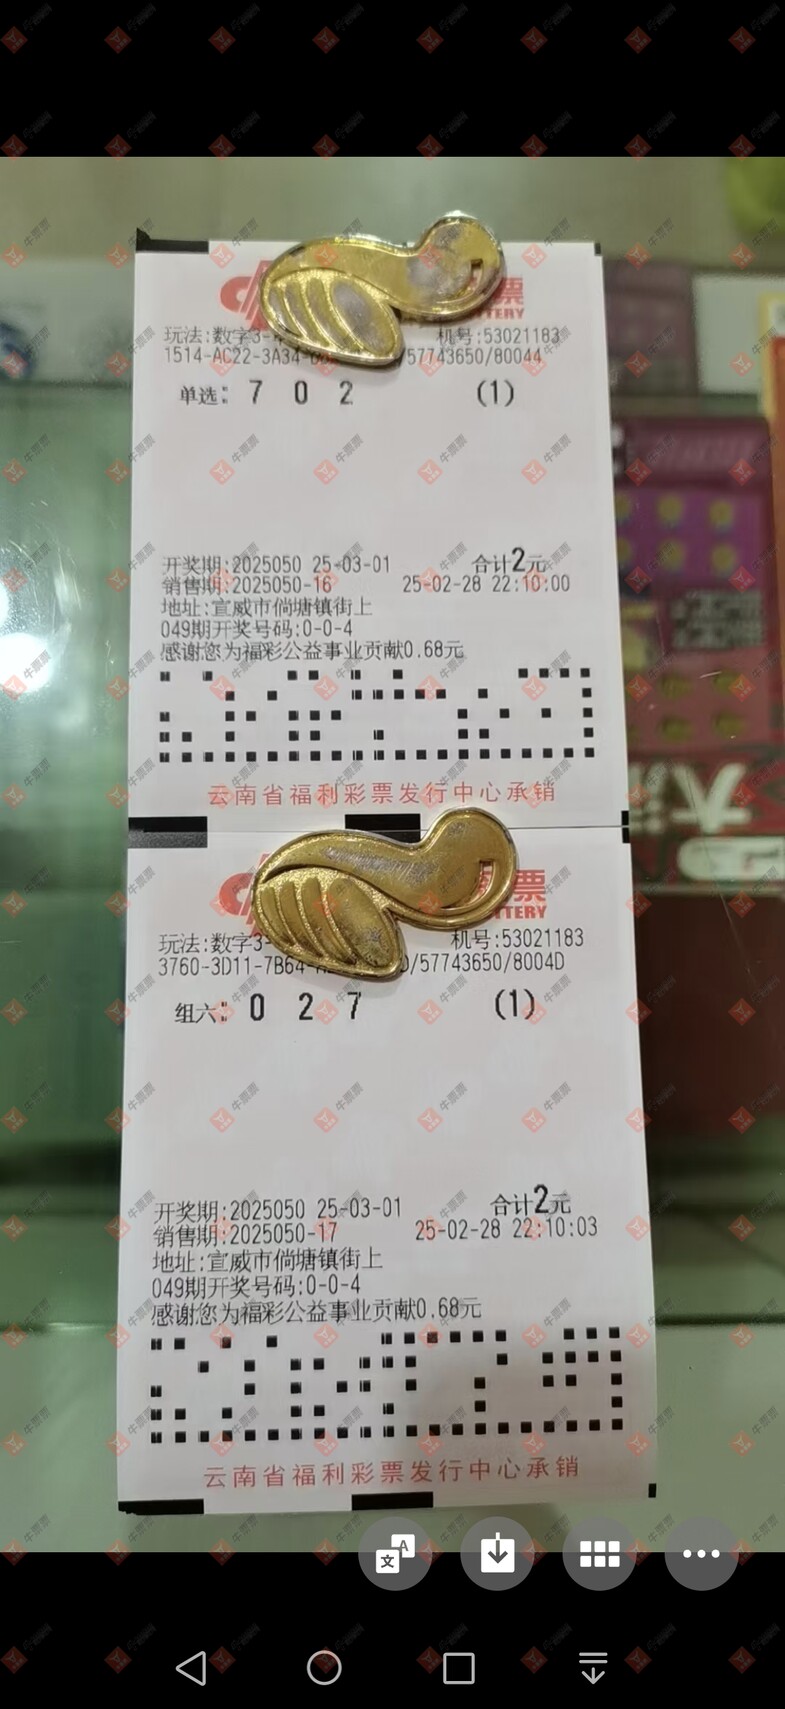 票
TTERY
玩法:数字3- 机号:53021183
1514-AC22-3A34- /57743650/80044
单选: 7 0 2 (1)
开奖期:2025050 25-03-01 合计2元
销售期:2025050-16 25-02-28 22:10:00
地址:宣威市倘塘镇街上
049期开奖号码:0-0-4
感谢您为福彩公益事业贡献0.68元
云南省福利彩票发行中心承销
票
TTERY
玩法:数字3- 机号:53021183
3760-3D11-7B64- /57743650/8004D
组六: 0 2 7 (1)
开奖期:2025050 25-03-01 合计2元
销售期:2025050-17 25-02-28 22:10:03
地址:宣威市倘塘镇街上
049期开奖号码:0-0-4
感谢您为福彩公益事业贡献0.68元
云南省福利彩票发行中心承销
牛票票